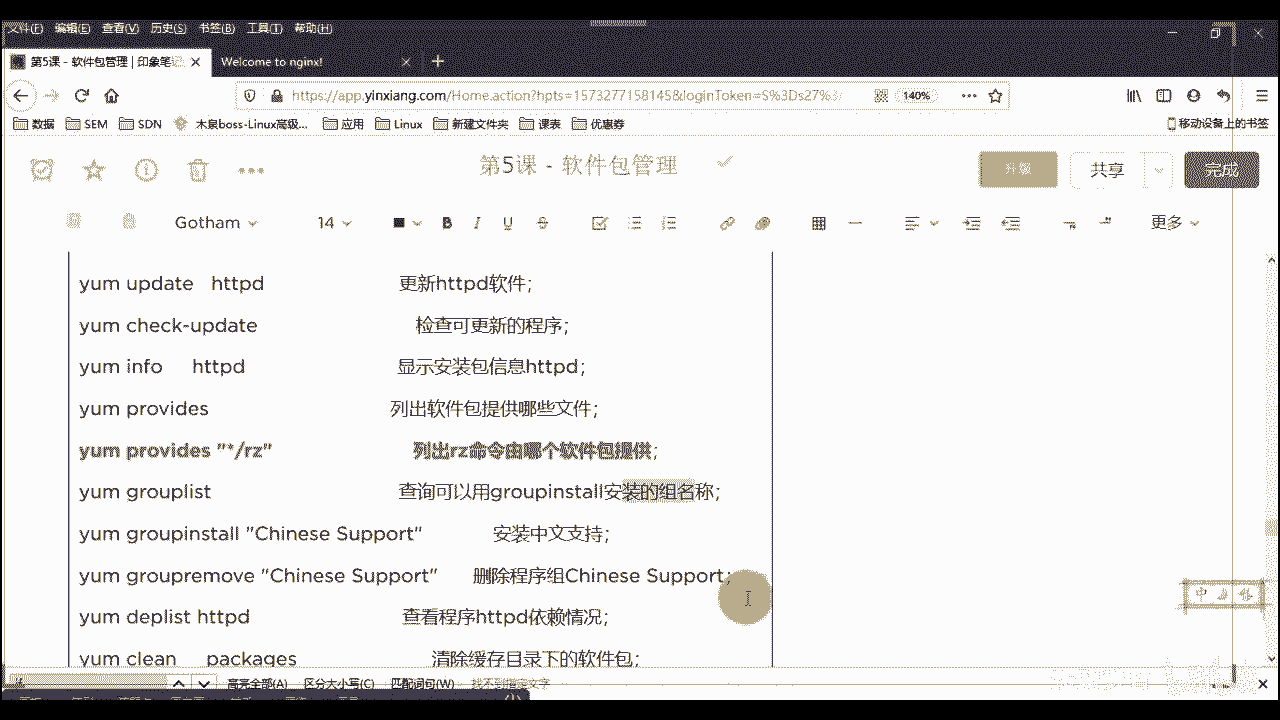 文件(F) 编辑(E) 查看(V) 历史(S) 书签(B) 工具(T) 帮助(H)
第5课 - 软件包管理 | 印象笔记 Welcome to nginx!
https://app.yinxiang.com/Home.action?hpts=1573277158145&loginToken=S%3Ds27%3 140%
数据 SEM SDN 木泉boss-Linux高级... 应用 Linux 新建文件夹 课表 优惠券 移动设备上的书签
第5课 - 软件包管理 升级 共享 完成
Gotham 14 B I U 更多
yum update httpd 更新httpd软件;
yum check-update 检查可更新的程序;
yum info httpd 显示安装包信息httpd;
yum provides 列出软件包提供哪些文件;
yum provides "*/rz" 列出rz命令由哪个软件包提供;
yum grouplist 查询可以用groupinstall安装的组名称;
yum groupinstall "Chinese Support" 安装中文支持;
yum groupremove "Chinese Support" 删除程序组Chinese Support;
yum deplist httpd 查看程序httpd依赖情况;
yum clean packages 清除缓存目录下的软件包;
高亮全部(A) 区分大小写(C) 匹配词句(W) 找不到指定文字